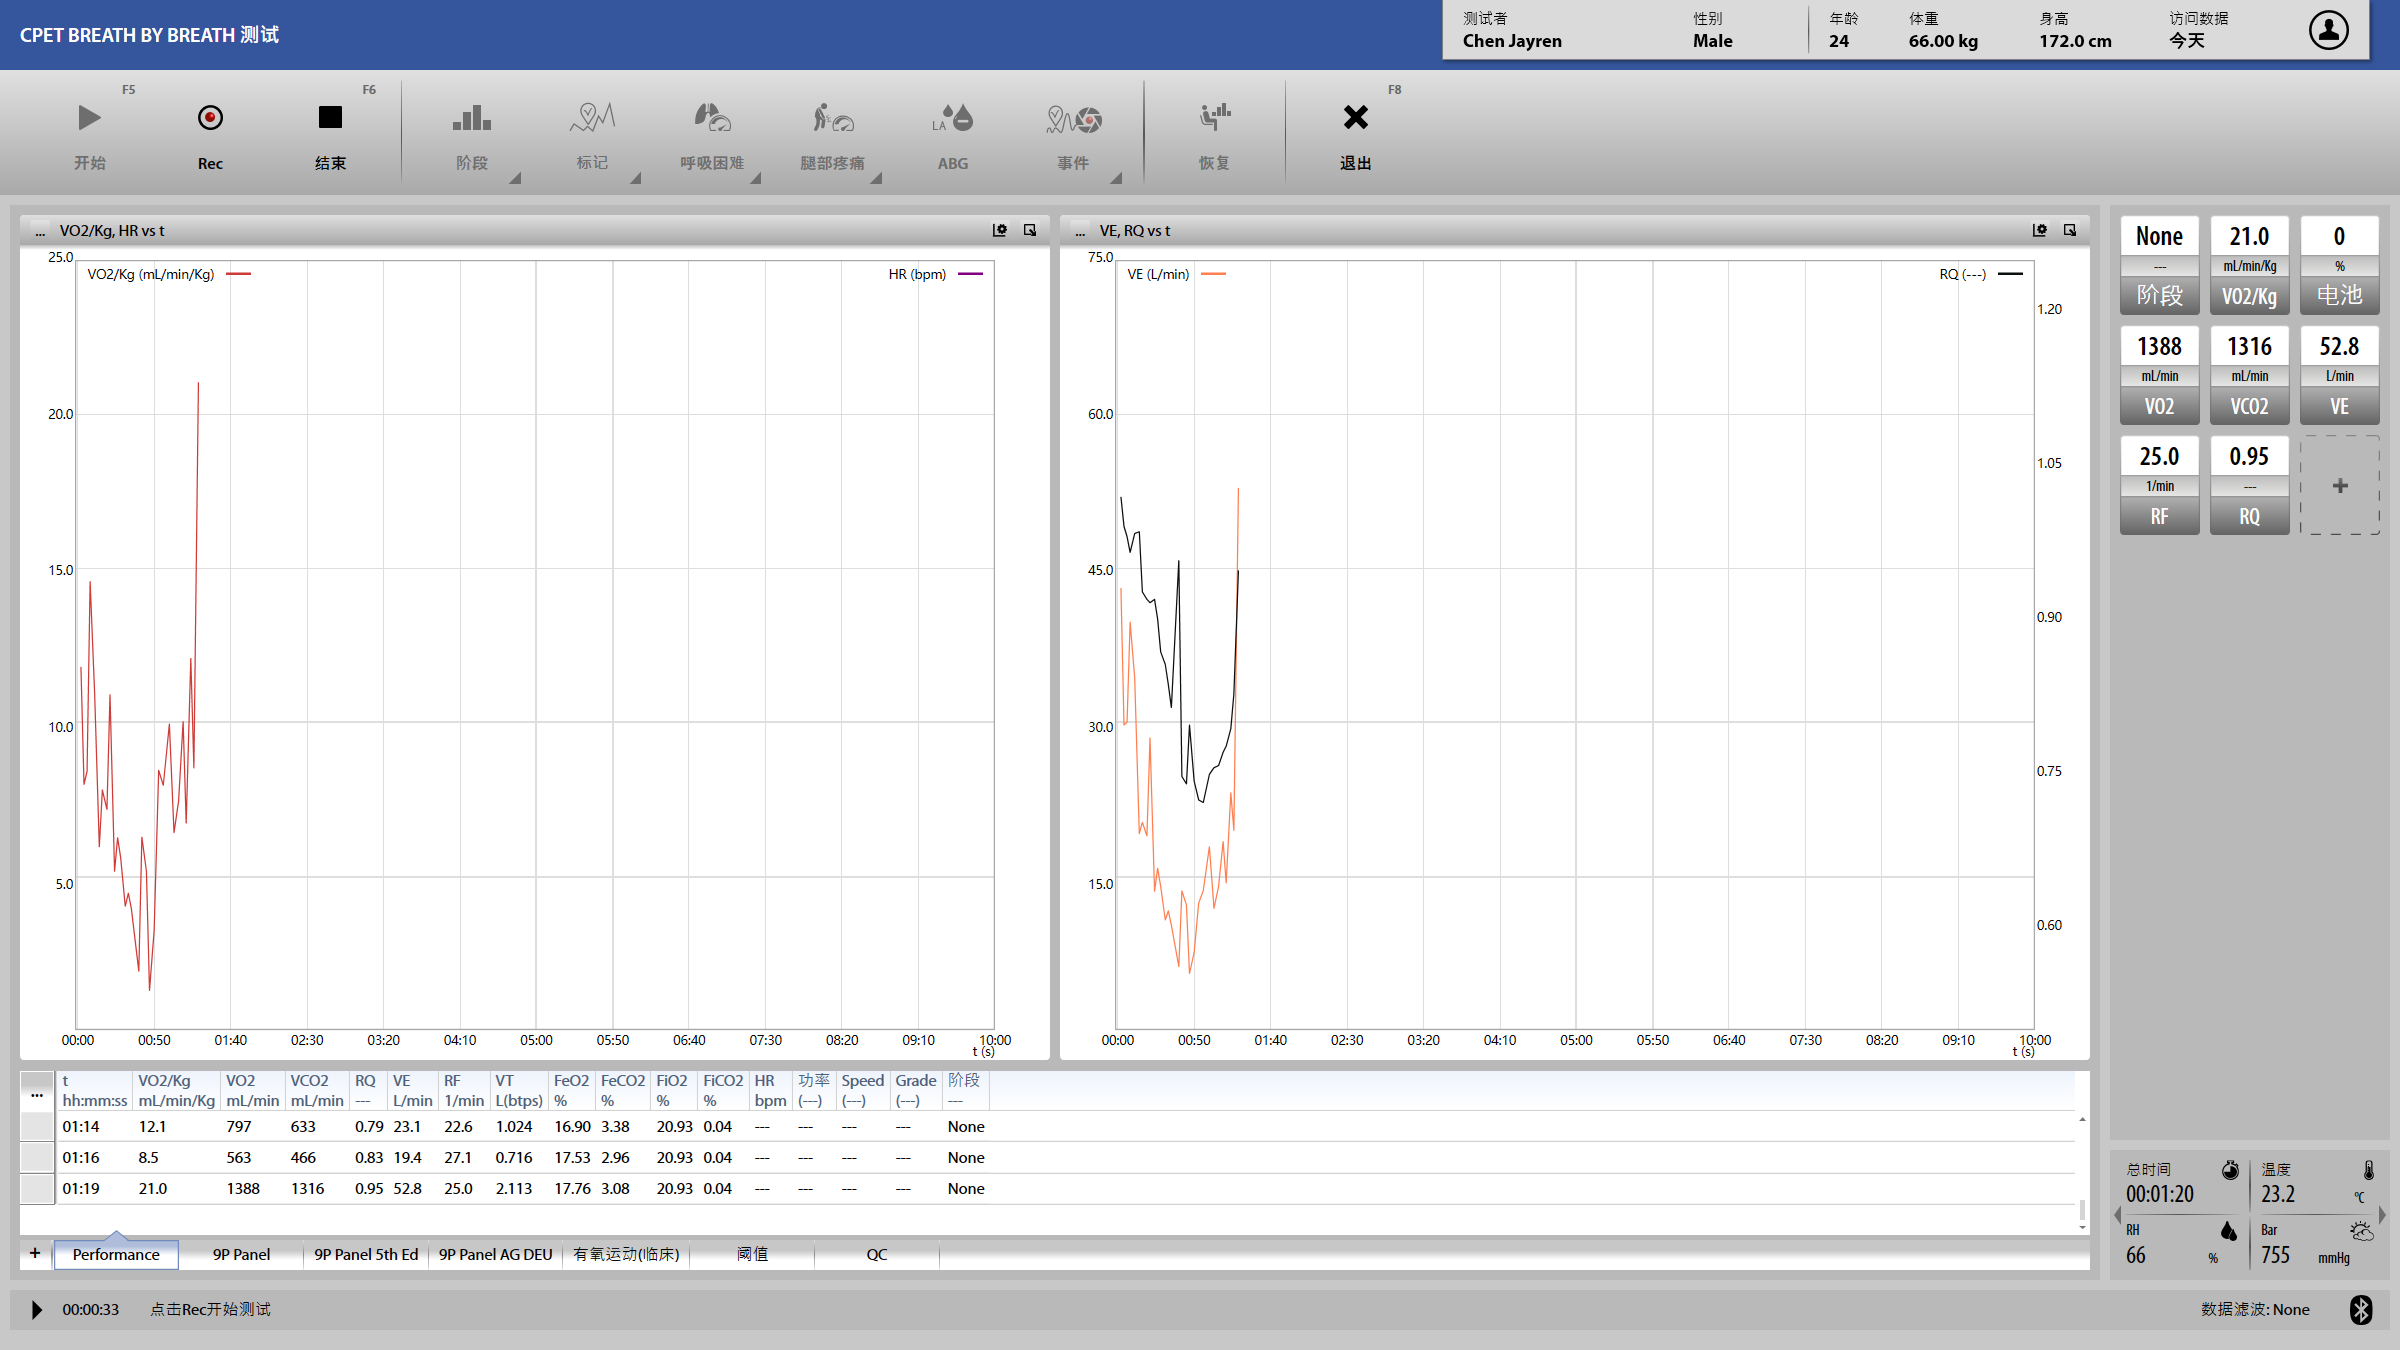 CPET BREATH BY BREATH 测试
测试者 性别 年龄 体重 身高 访问数据
Chen Jayren Male 24 66.00 kg 172.0 cm 今天
F5 F6 F8
开始 Rec 结束 阶段 标记 呼吸困难 腿部疼痛 ABG 事件 恢复 退出
LA
... VO2/Kg, HR vs t
VO2/Kg (mL/min/Kg) HR (bpm)
25.0
20.0
15.0
10.0
5.0
00:00 00:50 01:40 02:30 03:20 04:10 05:00 05:50 06:40 07:30 08:20 09:10 10:00
t (s)
... VE, RQ vs t
VE (L/min) RQ (---)
75.0
60.0
45.0
30.0
15.0
1.20
1.05
0.90
0.75
0.60
00:00 00:50 01:40 02:30 03:20 04:10 05:00 05:50 06:40 07:30 08:20 09:10 10:00
t (s)
None 21.0 0
--- mL/min/Kg %
阶段 VO2/Kg 电池
1388 1316 52.8
mL/min mL/min L/min
VO2 VCO2 VE
25.0 0.95
1/min --- +
RF RQ
... t VO2/Kg VO2 VCO2 RQ VE RF VT FeO2 FeCO2 FiO2 FiCO2 HR 功率 Speed Grade 阶段
hh:mm:ss mL/min/Kg mL/min mL/min --- L/min 1/min L(btps) % % % % bpm (---) (---) (---) ---
01:14 12.1 797 633 0.79 23.1 22.6 1.024 16.90 3.38 20.93 0.04 --- --- --- --- None
01:16 8.5 563 466 0.83 19.4 27.1 0.716 17.53 2.96 20.93 0.04 --- --- --- --- None
01:19 21.0 1388 1316 0.95 52.8 25.0 2.113 17.76 3.08 20.93 0.04 --- --- --- --- None
+ Performance 9P Panel 9P Panel 5th Ed 9P Panel AG DEU 有氧运动(临床) 阈值 QC
总时间 温度
00:01:20 23.2 °C
RH Bar
66 % 755 mmHg
00:00:33 点击Rec开始测试 数据滤波: None